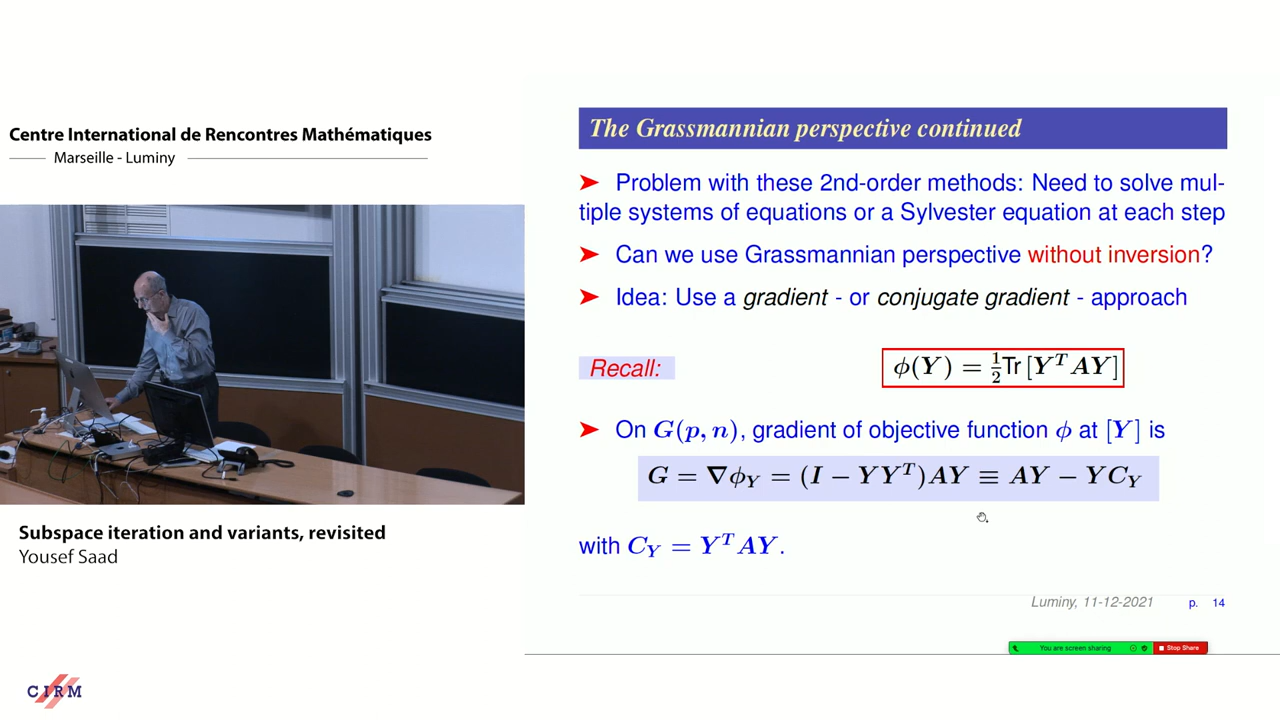 Centre International de Rencontres Mathématiques
Marseille - Luminy
Subspace iteration and variants, revisited
Yousef Saad
CIRM
The Grassmannian perspective continued
➤ Problem with these 2nd-order methods: Need to solve mul-
tiple systems of equations or a Sylvester equation at each step
➤ Can we use Grassmannian perspective without inversion?
➤ Idea: Use a gradient - or conjugate gradient - approach
Recall: ϕ(Y) = ½Tr[Y^T AY]
➤ On G(p, n), gradient of objective function ϕ at [Y] is
G = ∇ϕ_Y = (I − YY^T)AY ≡ AY − YC_Y
with C_Y = Y^T AY.
Luminy, 11-12-2021 p. 14
You are screen sharing Stop Share